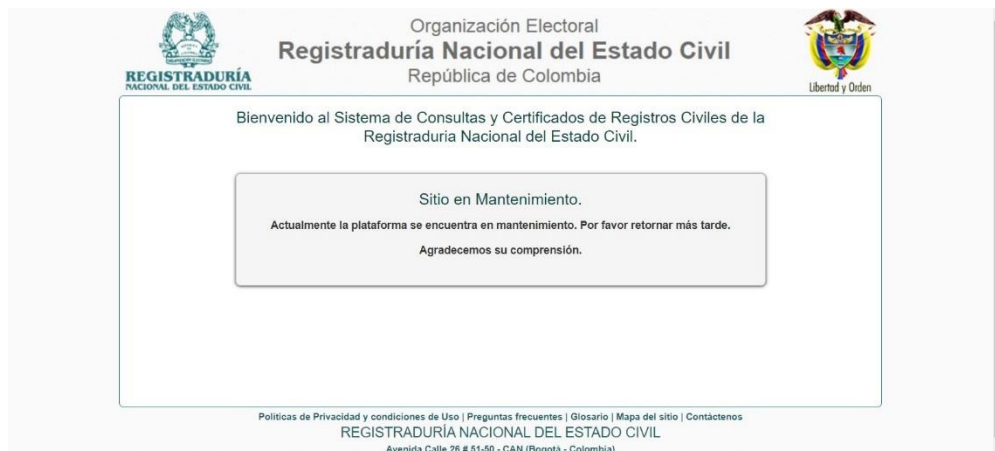 Organización Electoral
Registraduría Nacional del Estado Civil
República de Colombia
REGISTRADURÍA
NACIONAL DEL ESTADO CIVIL
Libertad y Orden
Bienvenido al Sistema de Consultas y Certificados de Registros Civiles de la
Registraduria Nacional del Estado Civil.
Sitio en Mantenimiento.
Actualmente la plataforma se encuentra en mantenimiento. Por favor retornar más tarde.
Agradecemos su comprensión.
Políticas de Privacidad y condiciones de Uso | Preguntas frecuentes | Glosario | Mapa del sitio | Contáctenos
REGISTRADURÍA NACIONAL DEL ESTADO CIVIL
Avenida Calle 26 # 51-50 - CAN (Bogotá - Colombia)